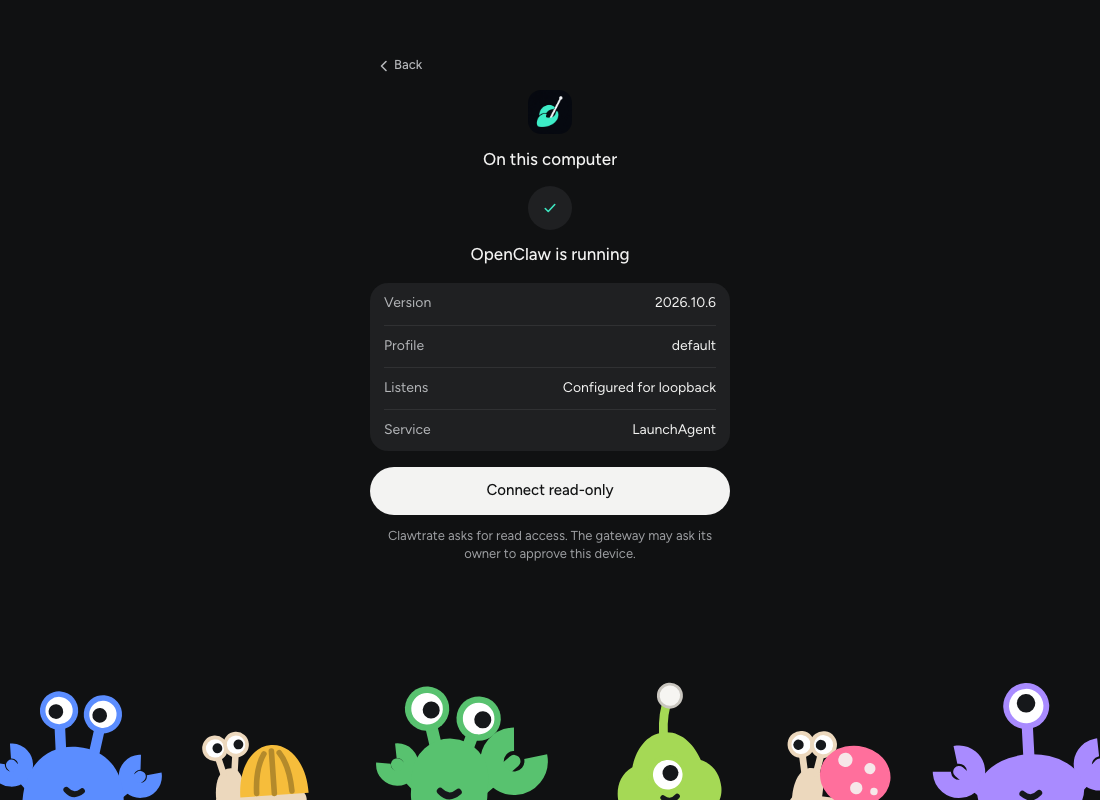 Back
On this computer
OpenClaw is running
Version 2026.10.6
Profile default
Listens Configured for loopback
Service LaunchAgent
Connect read-only
Clawtrate asks for read access. The gateway may ask its
owner to approve this device.